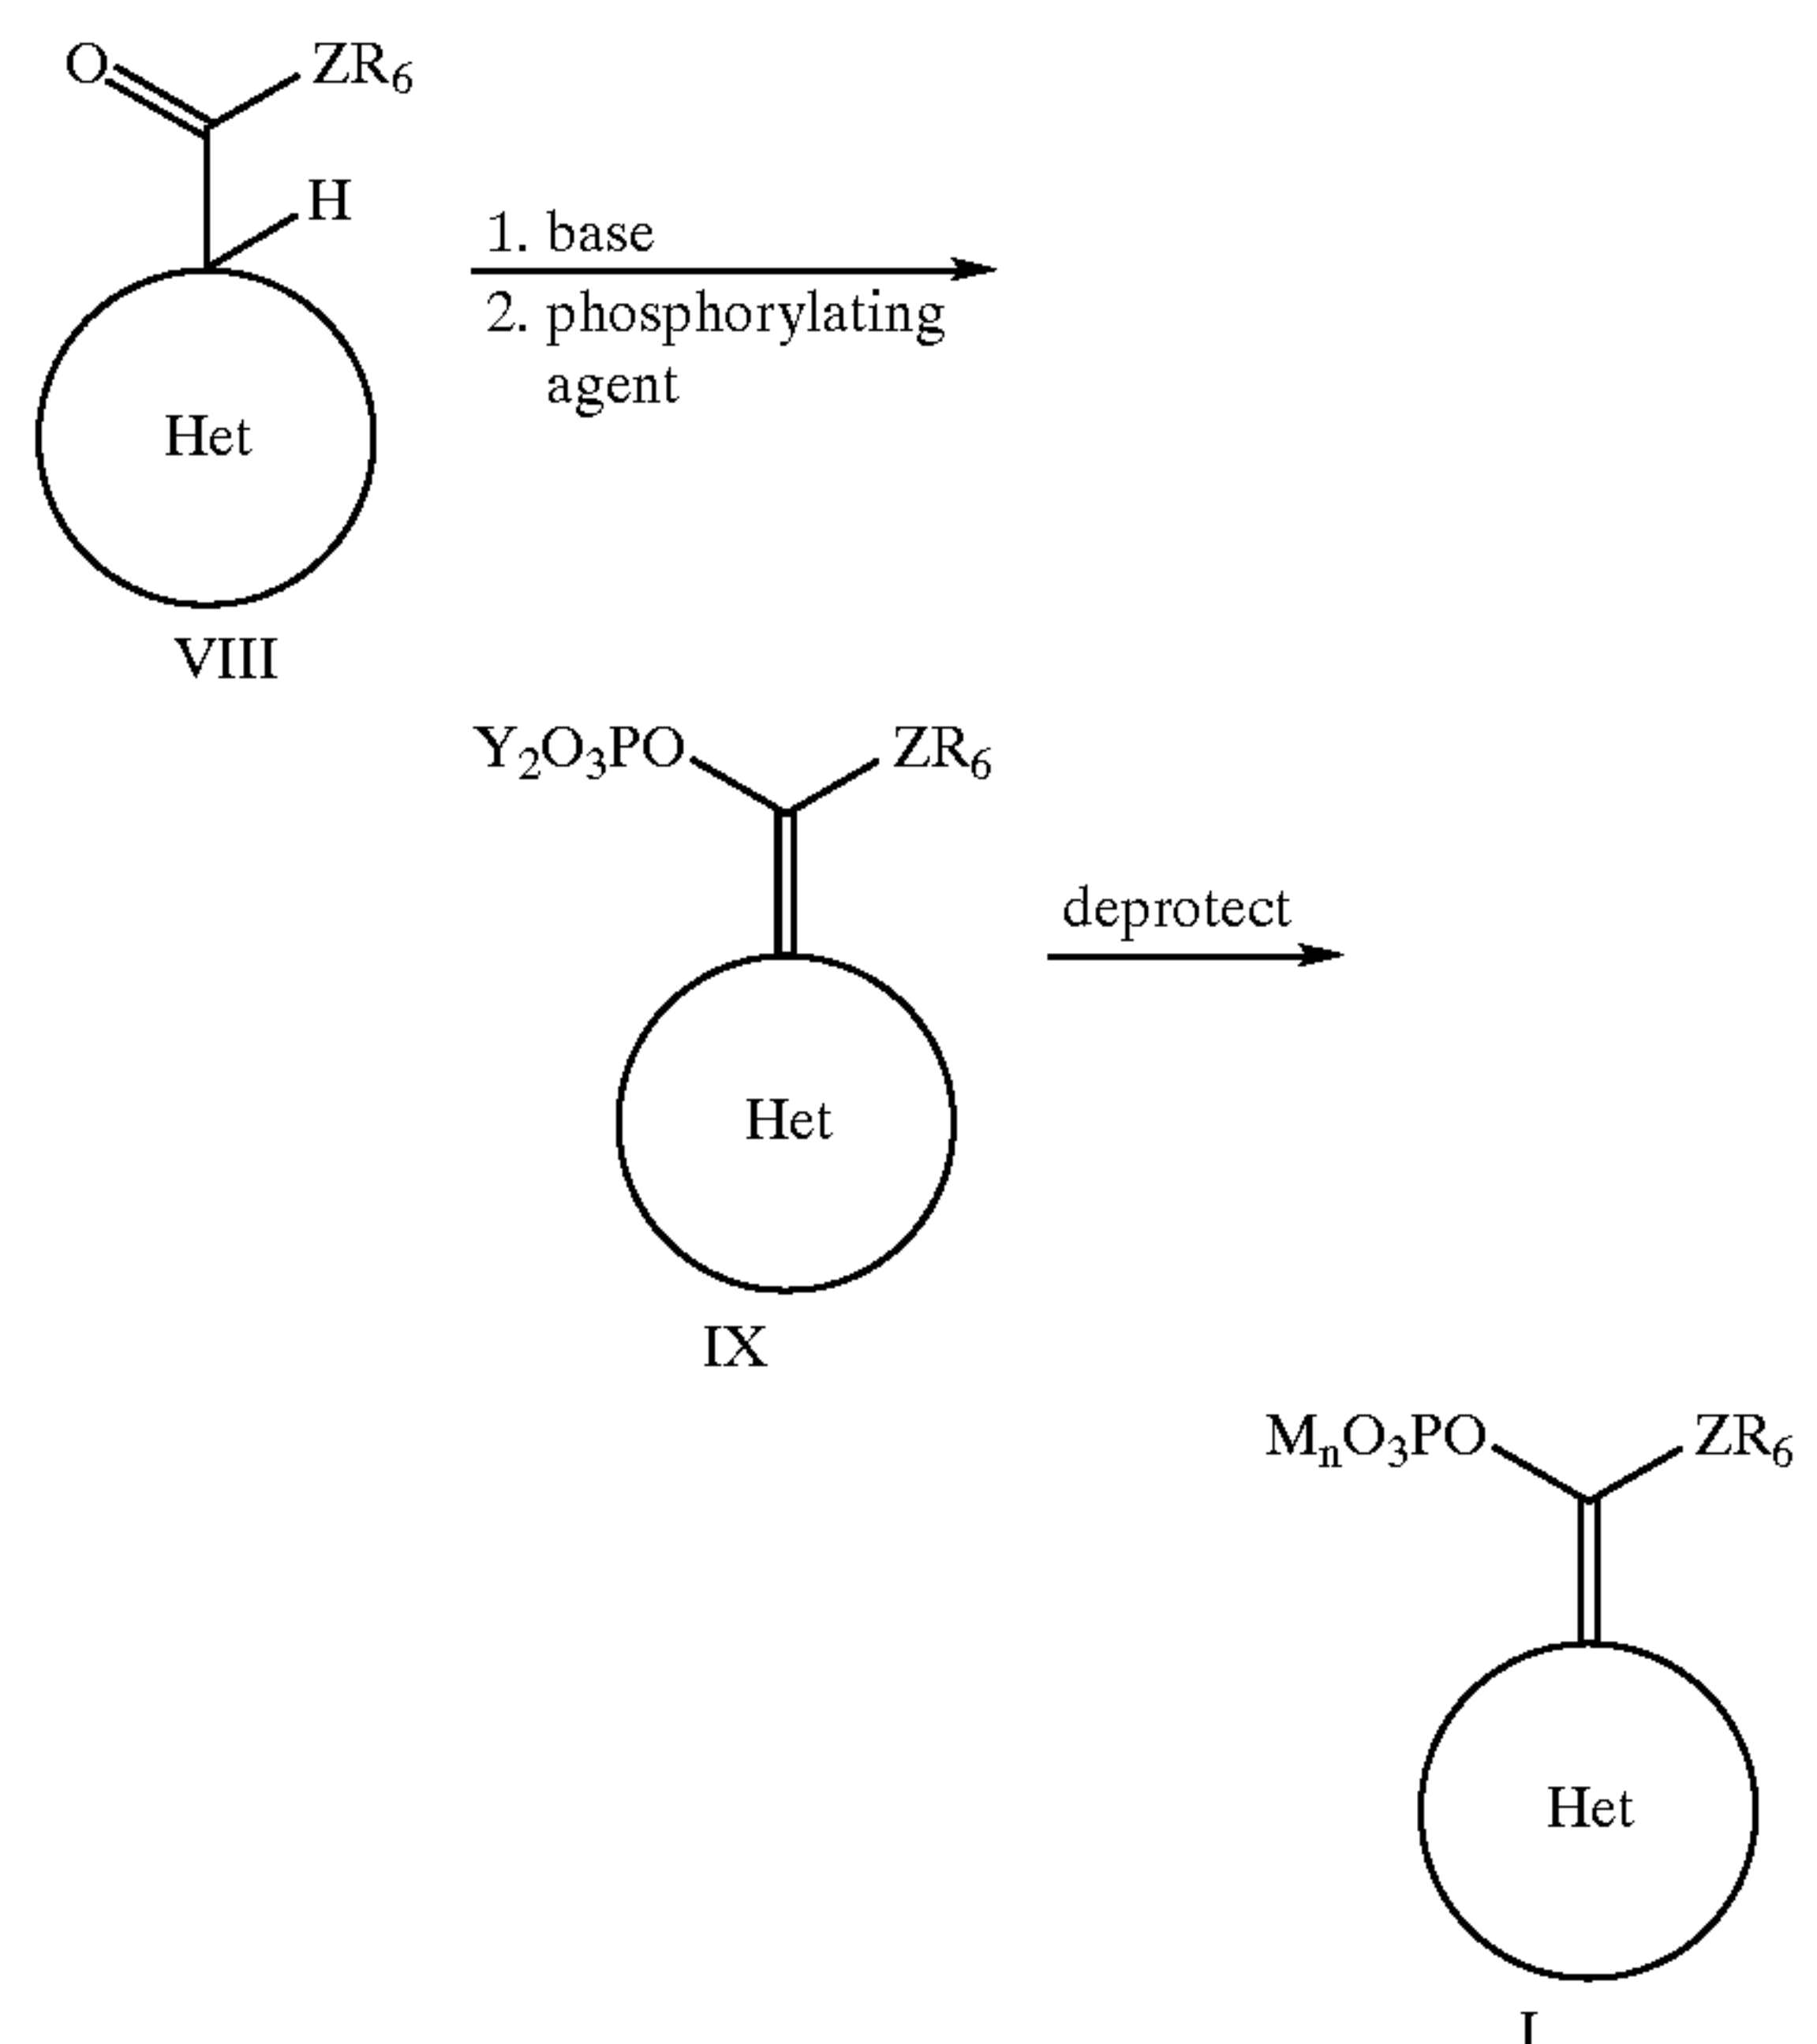 O ZR6
H
1. base
2. phosphorylating
agent
Het
VIII
Y2O3PO ZR6
deprotect
Het
IX
MnO3PO ZR6
Het
I